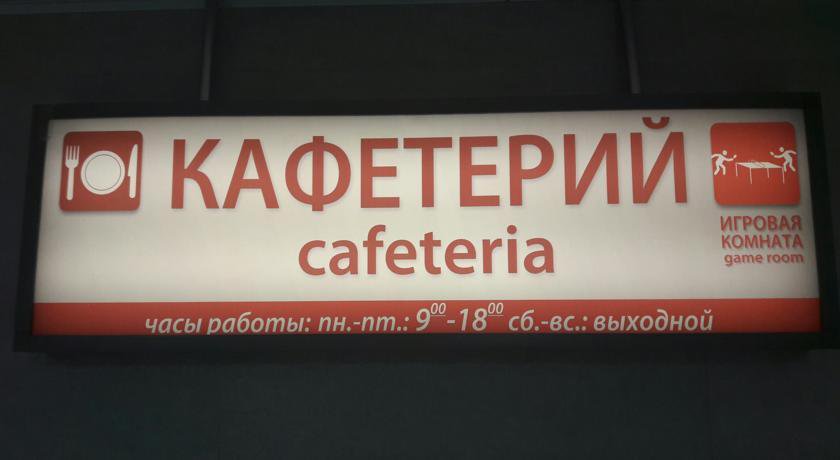 КАФЕТЕРИЙ
cafeteria
ИГРОВАЯ
КОМНАТА
game room
часы работы: пн.-пт.: 9⁰⁰-18⁰⁰ сб.-вс.: выходной